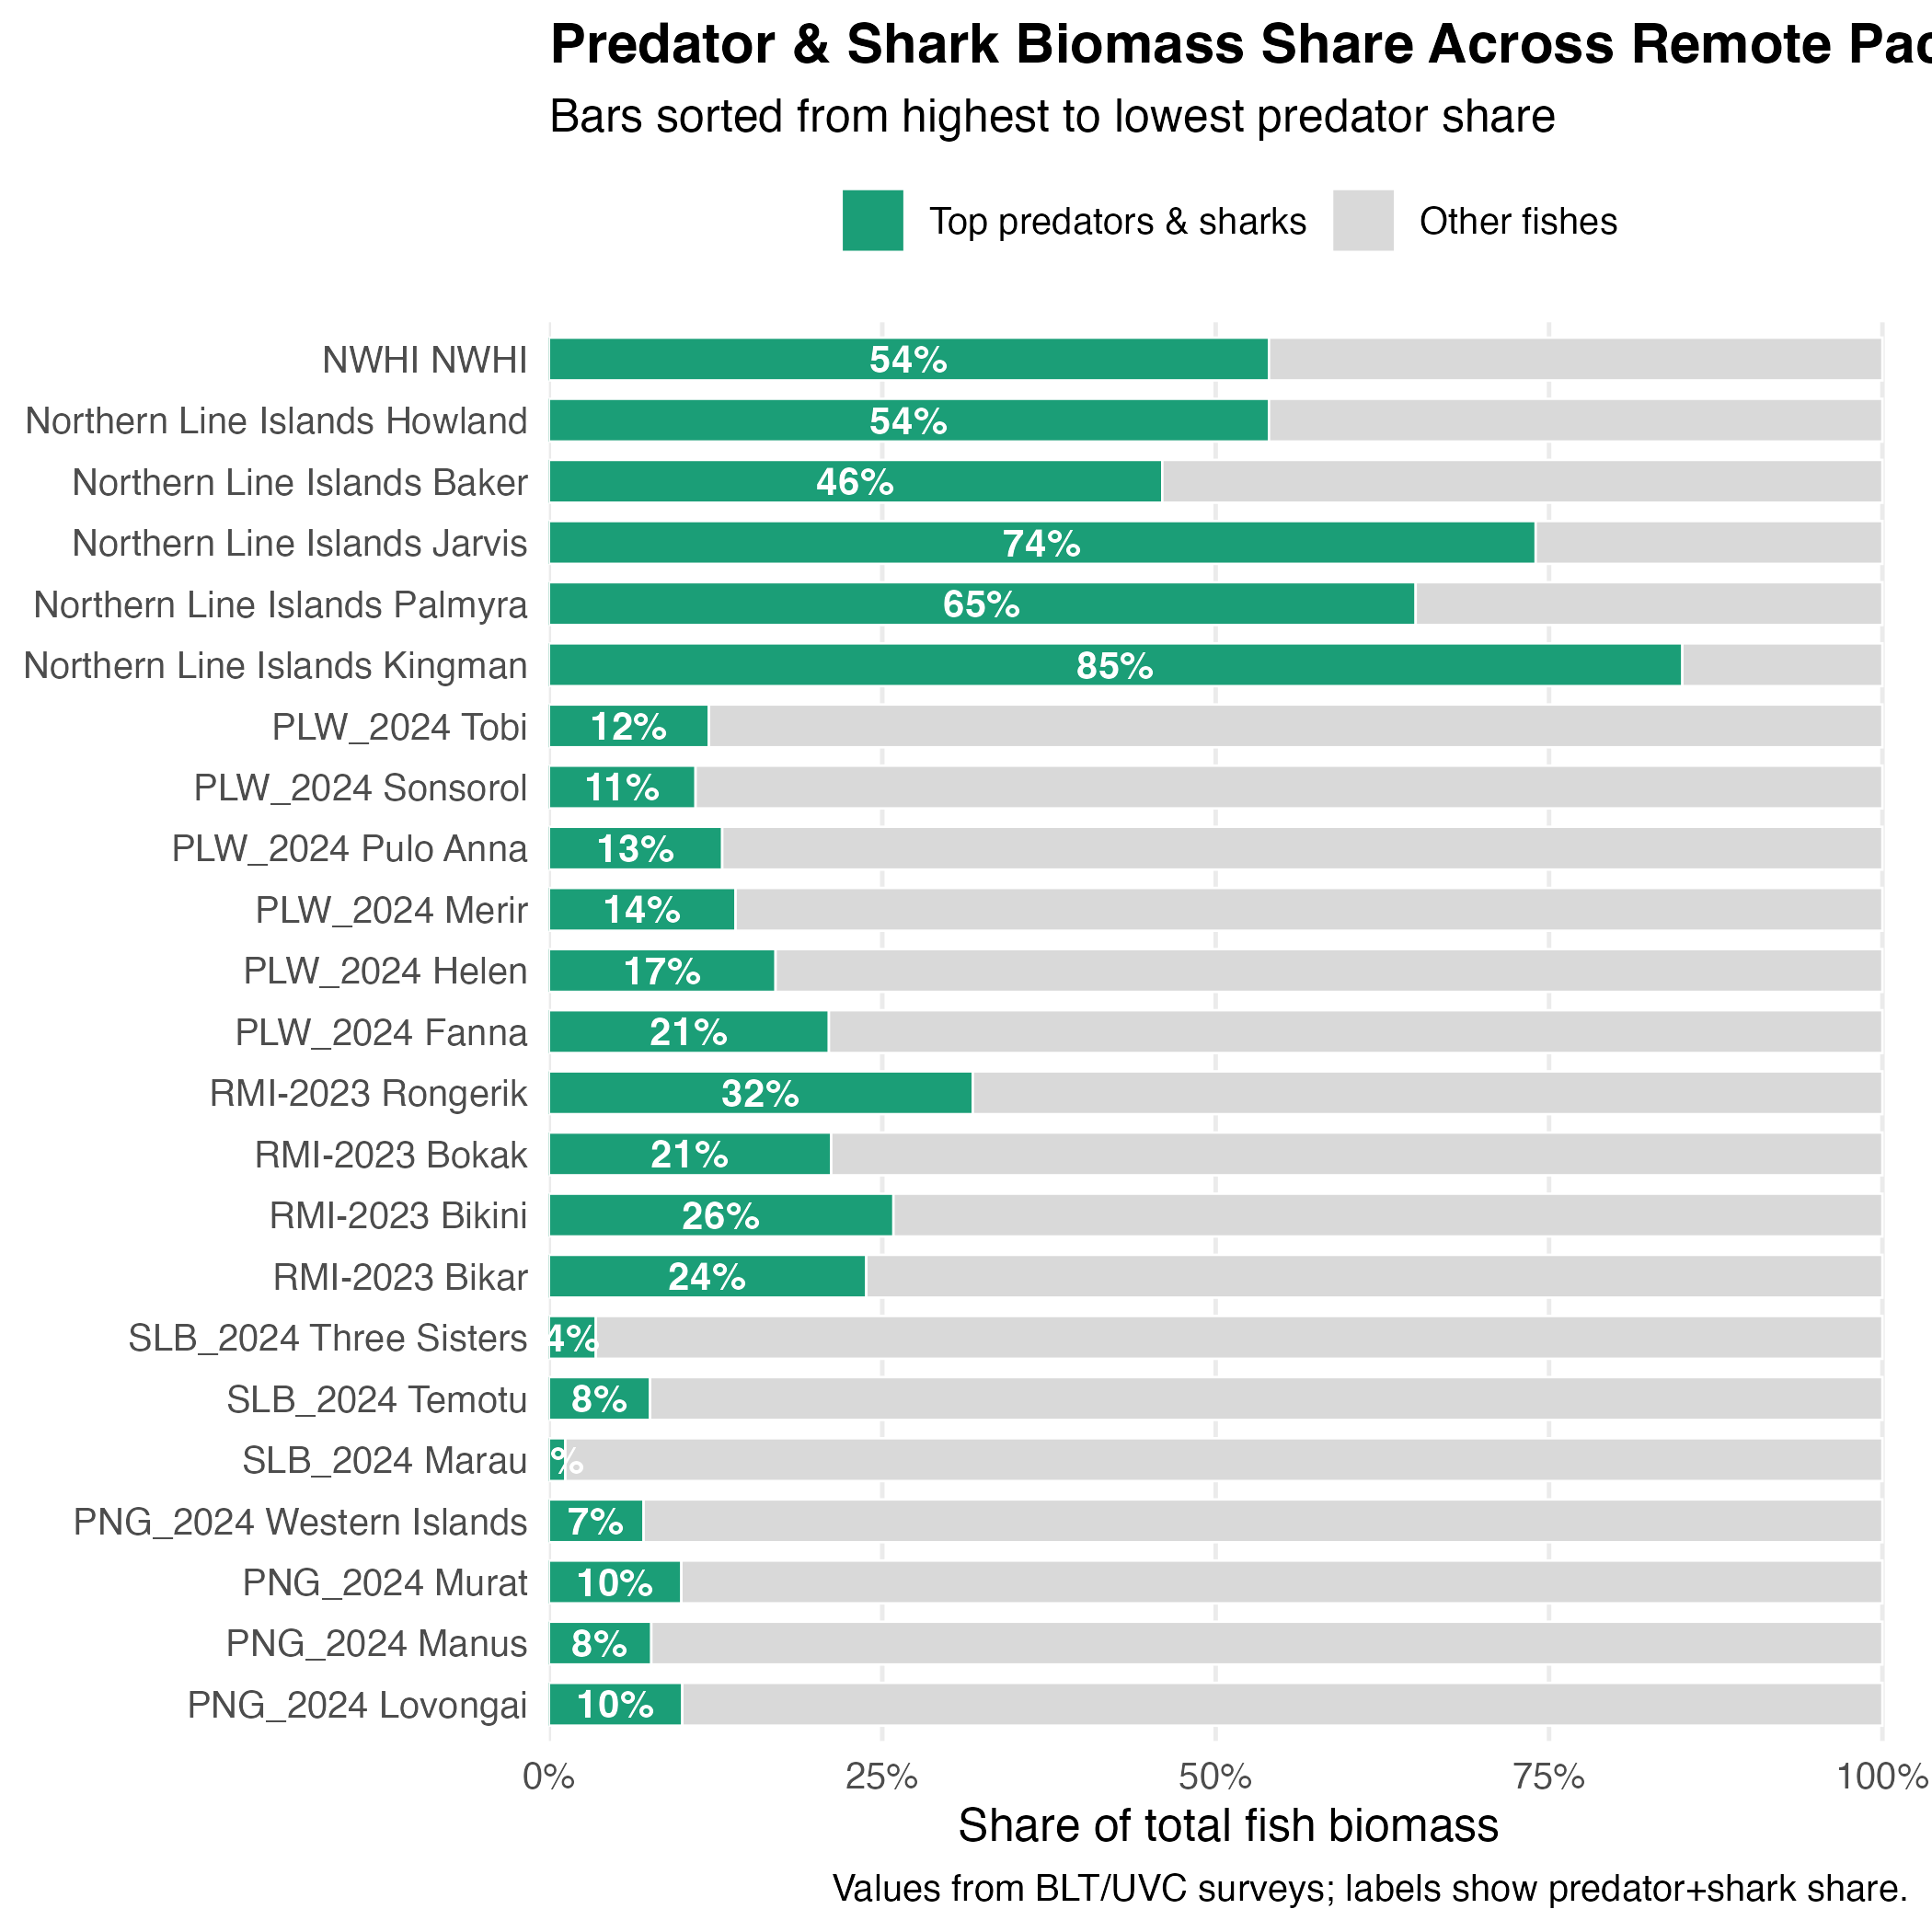 Predator & Shark Biomass Share Across Remote
Bars sorted from highest to lowest predator share
Top predators & sharks Other fishes
NWHI NWHI 54%
Northern Line Islands Howland 54%
Northern Line Islands Baker 46%
Northern Line Islands Jarvis 74%
Northern Line Islands Palmyra 65%
Northern Line Islands Kingman 85%
PLW_2024 Tobi 12%
PLW_2024 Sonsorol 11%
PLW_2024 Pulo Anna 13%
PLW_2024 Merir 14%
PLW_2024 Helen 17%
PLW_2024 Fanna 21%
RMI-2023 Rongerik 32%
RMI-2023 Bokak 21%
RMI-2023 Bikini 26%
RMI-2023 Bikar 24%
SLB_2024 Three Sisters 4%
SLB_2024 Temotu 8%
SLB_2024 Marau %
PNG_2024 Western Islands 7%
PNG_2024 Murat 10%
PNG_2024 Manus 8%
PNG_2024 Lovongai 10%
0% 25% 50% 75% 100%
Share of total fish biomass
Values from BLT/UVC surveys; labels show predator+shark share.